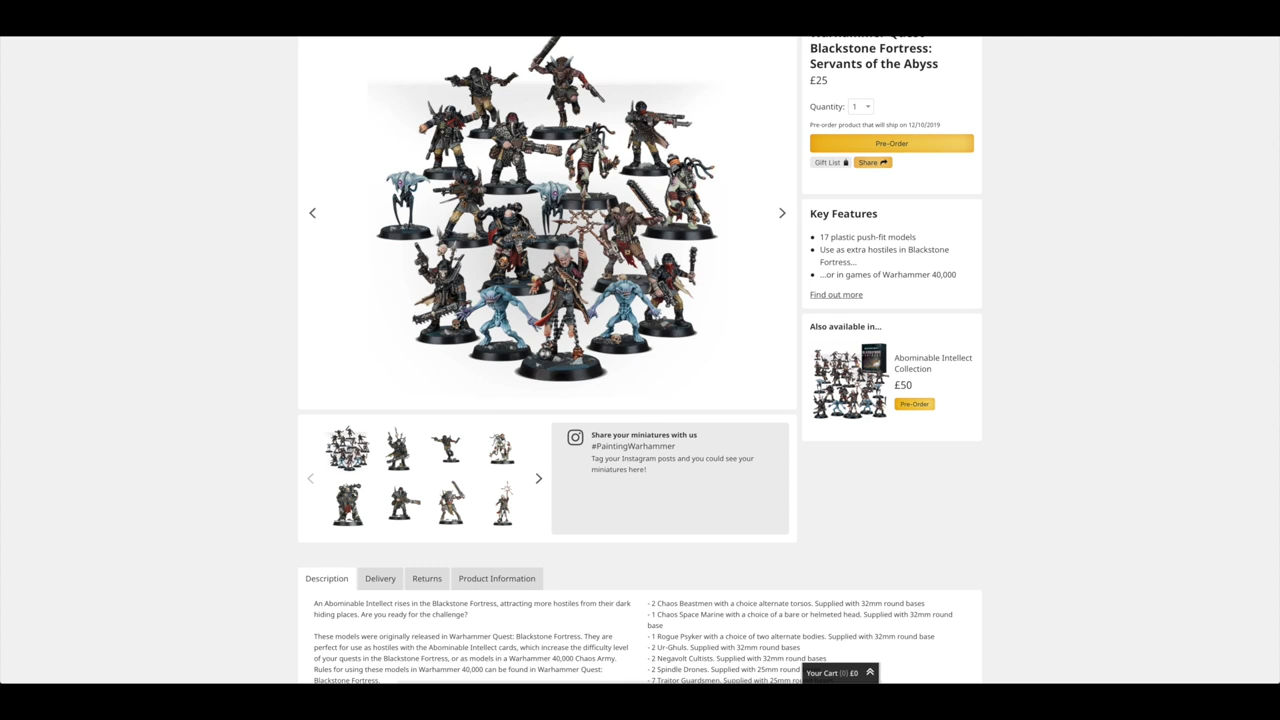 Warhammer Quest
Blackstone Fortress:
Servants of the Abyss
£25
Quantity: 1
Pre-order product that will ship on 12/10/2019
Pre-Order
Gift List
Share
Key Features
17 plastic push-fit models
Use as extra hostiles in Blackstone
Fortress...
...or in games of Warhammer 40,000
Find out more
Also available in...
Abominable Intellect
Collection
£50
Pre-Order
Share your miniatures with us
#PaintingWarhammer
Tag your Instagram posts and you could see your
miniatures here!
Description
Delivery
Returns
Product Information
An Abominable Intellect rises in the Blackstone Fortress, attracting more hostiles from their dark
hiding places. Are you ready for the challenge?
These models were originally released in Warhammer Quest: Blackstone Fortress. They are
perfect for use as hostiles with the Abominable Intellect cards, which increase the difficulty level
of your quests in the Blackstone Fortress, or as models in a Warhammer 40,000 Chaos Army.
Rules for using these models in Warhammer 40,000 can be found in Warhammer Quest:
Blackstone Fortress.
- 2 Chaos Beastmen with a choice alternate torsos. Supplied with 32mm round bases
- 1 Chaos Space Marine with a choice of a bare or helmeted head. Supplied with 32mm round
base
- 1 Rogue Psyker with a choice of two alternate bodies. Supplied with 32mm round base
- 2 Ur-Ghuls. Supplied with 32mm round bases
- 2 Negavolt Cultists. Supplied with 32mm round bases
- 2 Spindle Drones. Supplied with 25mm round
- 7 Traitor Guardsmen. Supplied with 25mm
Your Cart (0) £0